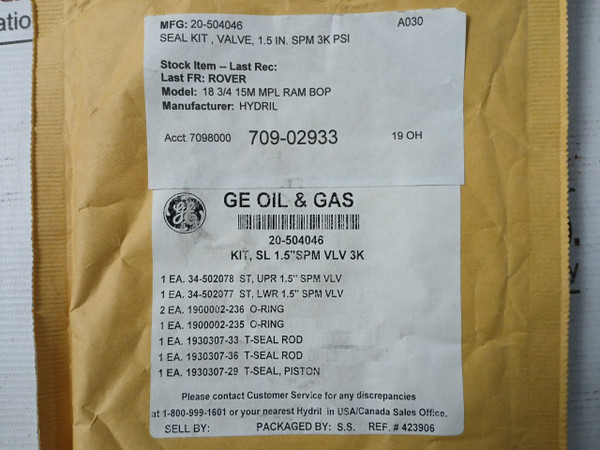 atio
MFG: 20-504046 A030
SEAL KIT , VALVE, 1.5 IN. SPM 3K PSI
Stock Item -- Last Rec:
Last FR: ROVER
Model: 18 3/4 15M MPL RAM BOP
Manufacturer: HYDRIL
Acct 7098000 709-02933 19 OH
GE OIL & GAS
20-504046
KIT, SL 1.5"SPM VLV 3K
1 EA. 34-502078 ST, UPR 1.5" SPM VLV
1 EA. 34-502077 ST, LWR 1.5" SPM VLV
2 EA. 1900002-236 O-RING
1 EA. 1900002-235 O-RING
1 EA. 1930307-33 T-SEAL ROD
1 EA. 1930307-36 T-SEAL ROD
1 EA. 1930307-29 T-SEAL, PISTON
Please contact Customer Service for any discrepancies
at 1-800-999-1601 or your nearest Hydril in USA/Canada Sales Office.
SELL BY: PACKAGED BY: S.S. REF. # 423906